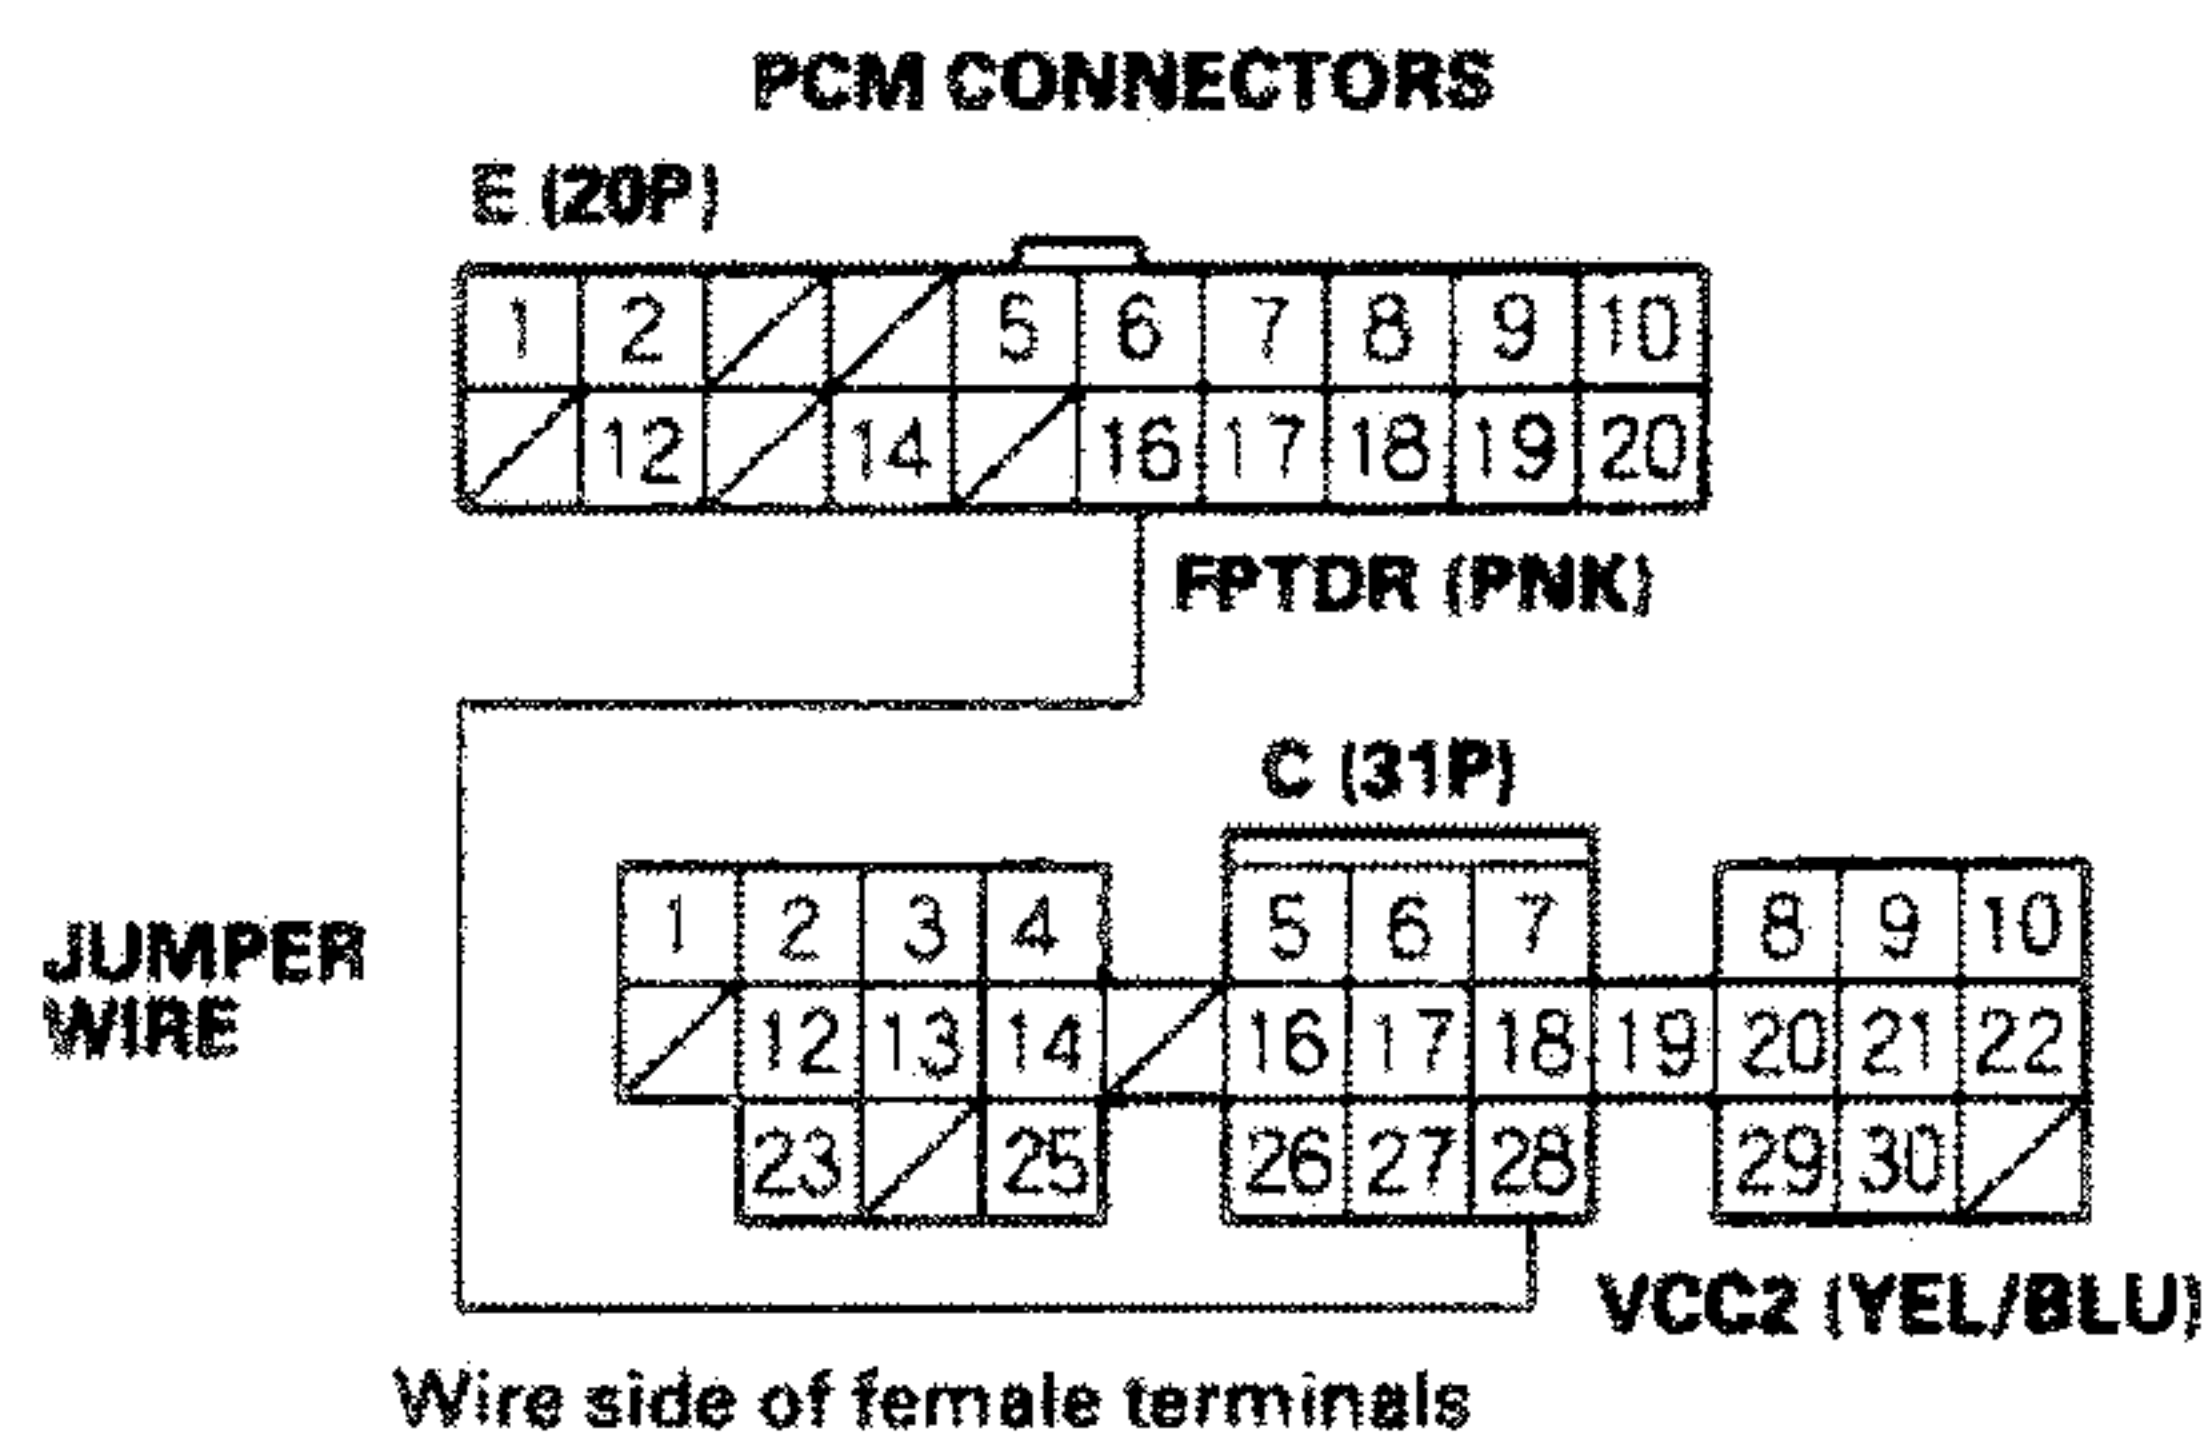 PCM CONNECTORS
E (20P)
1 2 5 6 7 8 9 10
12 14 16 17 18 19 20
FPTDR (PNK)
C (31P)
1 2 3 4 5 6 7 8 9 10
JUMPER
WIRE
12 13 14 16 17 18 19 20 21 22
23 25 26 27 28 29 30
VCC2 (YEL/BLU)
Wire side of female terminals